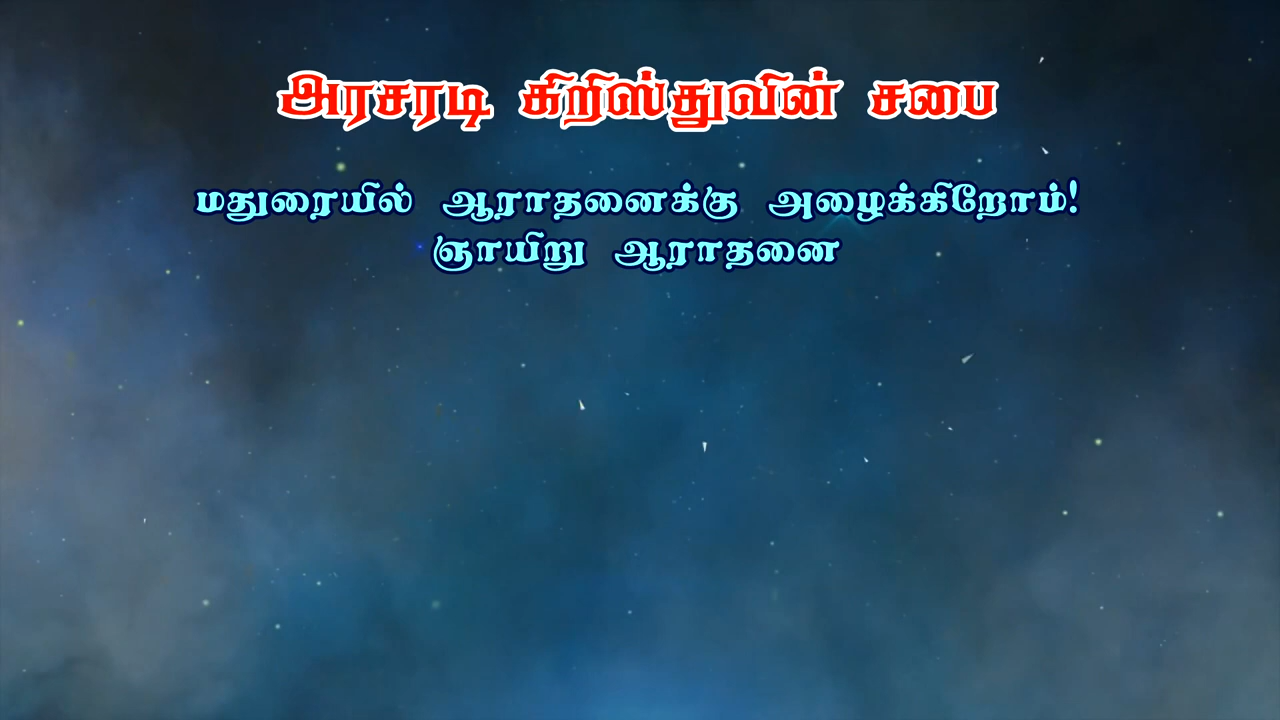 அரசரடி கிறிஸ்துவின் சபை
மதுரையில் ஆராதனைக்கு அழைக்கிறோம்!
ஞாயிறு ஆராதனை